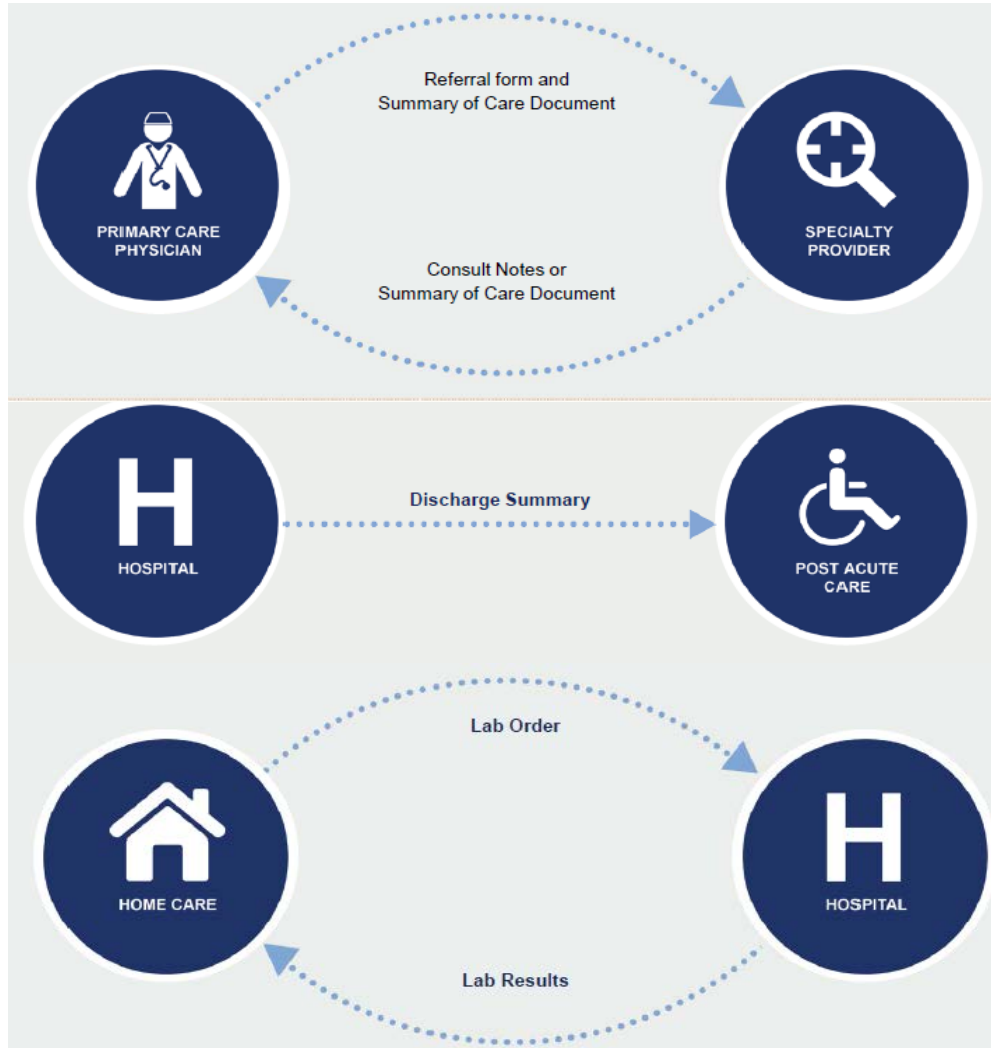 Referral form and
Summary of Care Document
PRIMARY CARE
PHYSICIAN
SPECIALTY
PROVIDER
Consult Notes or
Summary of Care Document
H
Discharge Summary
HOSPITAL
POST ACUTE
CARE
Lab Order
H
HOME CARE
HOSPITAL
Lab Results